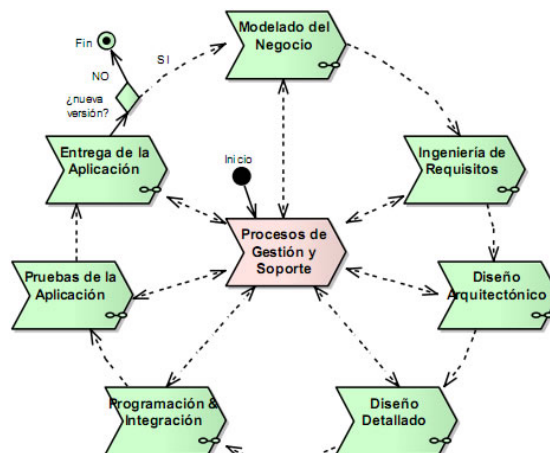 Fin
NO
SI
¿nueva
versión?
Modelado del
Negocio
Entrega de la
Aplicación
Inicio
Ingeniería de
Requisitos
Procesos de
Gestión y
Soporte
Pruebas de la
Aplicación
Diseño
Arquitectónico
Programación &
Integración
Diseño
Detallado